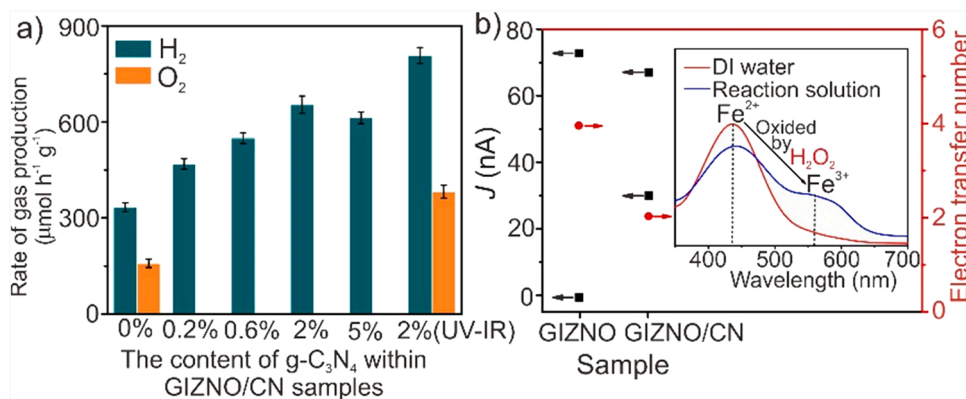 a)
H₂
O₂
Rate of gas production
(μmol h⁻¹ g⁻¹)
900
600
300
0
0% 0.2% 0.6% 2% 5% 2%(UV-IR)
The content of g-C₃N₄ within
GIZNO/CN samples
b)
J (nA)
80
60
40
20
0
DI water
Reaction solution
Fe²⁺
Oxided
by
H₂O₂
Fe³⁺
400 500 600 700
Wavelength (nm)
GIZNO GIZNO/CN
Sample
6
4
2
0
Electron transfer number